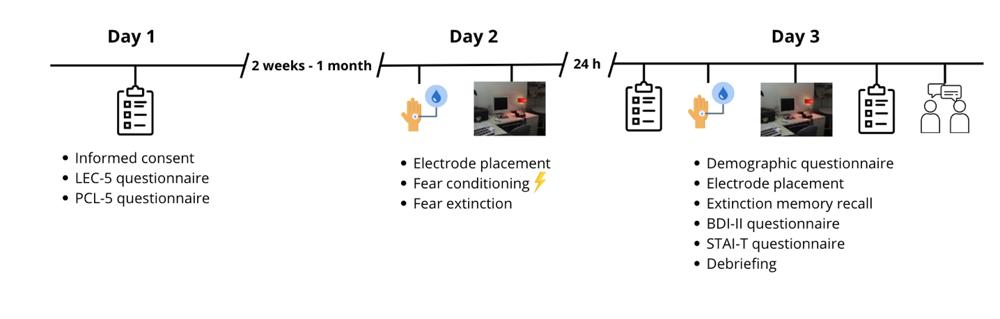 Day 1
Day 2
Day 3
2 weeks - 1 month
24 h
• Informed consent
• LEC-5 questionnaire
• PCL-5 questionnaire
• Electrode placement
• Fear conditioning
• Fear extinction
• Demographic questionnaire
• Electrode placement
• Extinction memory recall
• BDI-II questionnaire
• STAI-T questionnaire
• Debriefing